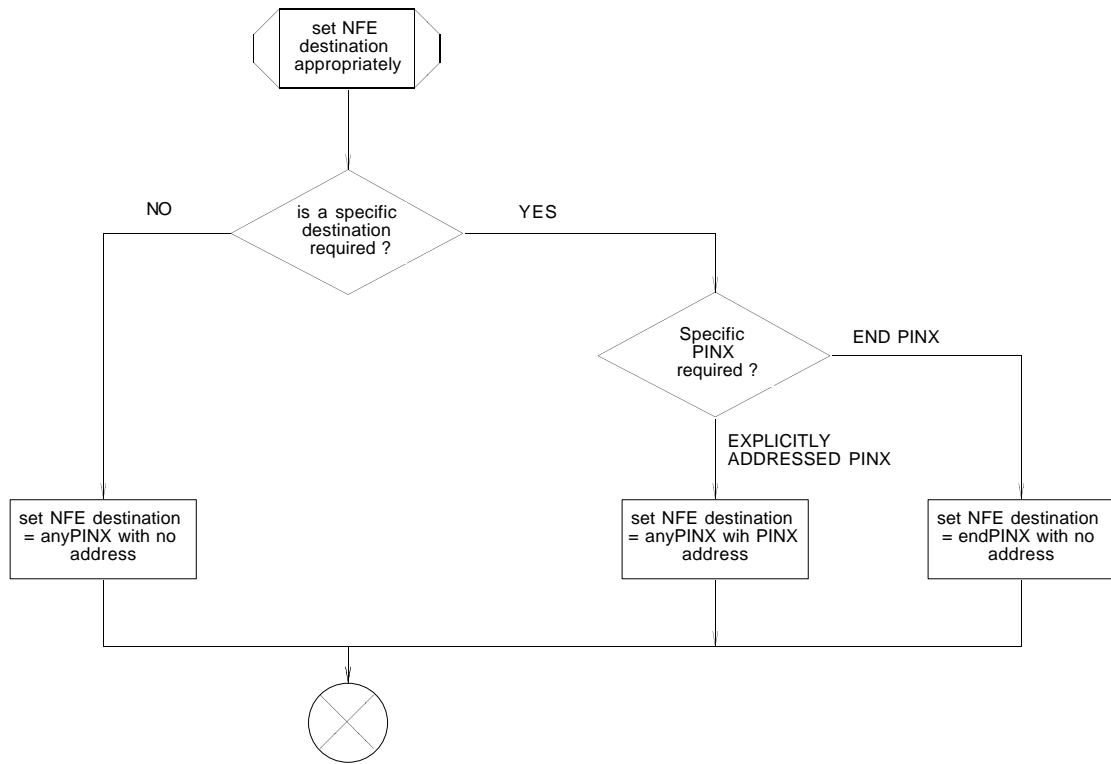 set NFE
destination
appropriately
NO
is a specific
destination
required ?
YES
Specific
PINX
required ?
END PINX
EXPLICITLY
ADDRESSED PINX
set NFE destination
= anyPINX with no
address
set NFE destination
= anyPINX wih PINX
address
set NFE destination
= endPINX with no
address